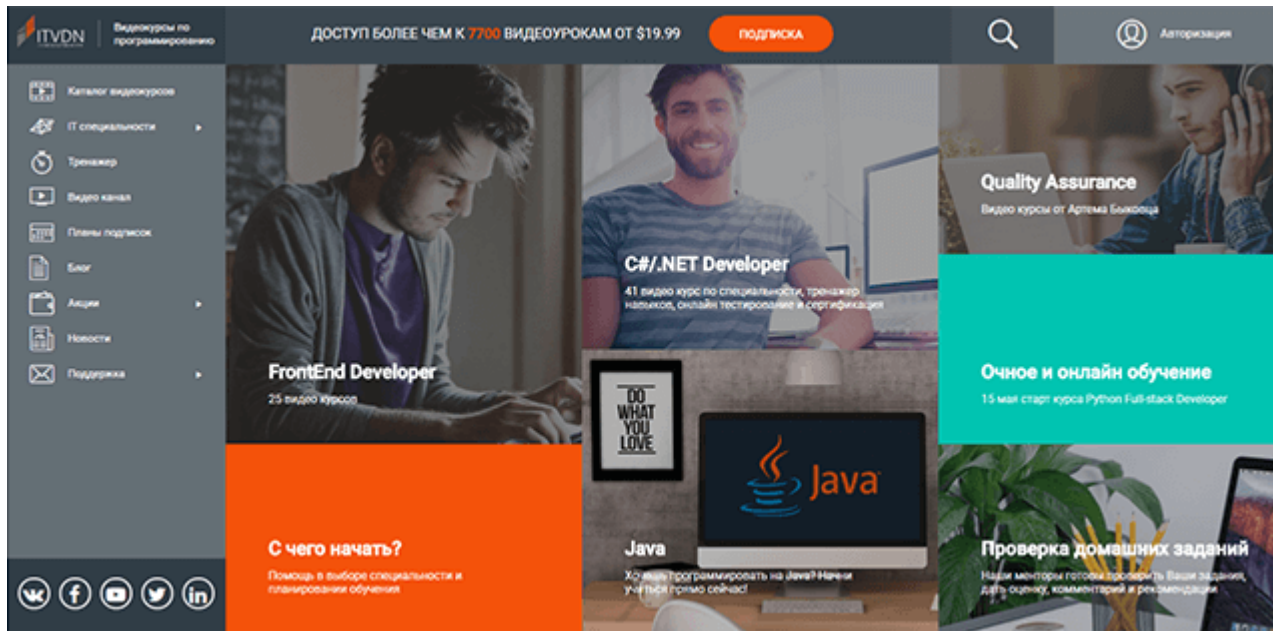 ITVDN
Видеокурсы по
программированию
ДОСТУП БОЛЕЕ ЧЕМ К 7700 ВИДЕОУРОКАМ ОТ $19.99
ПОДПИСКА
Авторизация
Каталог видеокурсов
IT специальности
Тренажер
Видео канал
Планы подписок
Блог
Акции
Новости
Поддержка
FrontEnd Developer
25 видео курсов
C#/.NET Developer
41 видео курс по специальности, тренажер
навыков, онлайн тестирование и сертификация
Quality Assurance
Видео курсы от Артема Быковца
Очное и онлайн обучение
15 мая старт курса Python Full-stack Developer
С чего начать?
Помощь в выборе специальности и
планировании обучения
DO
WHAT
YOU
LOVE
Java
Java
Хочешь программировать на Java? Начни
учиться прямо сейчас!
Проверка домашних заданий
Наши менторы готовы проверить Ваши задания,
дать оценку, комментарий и рекомендации